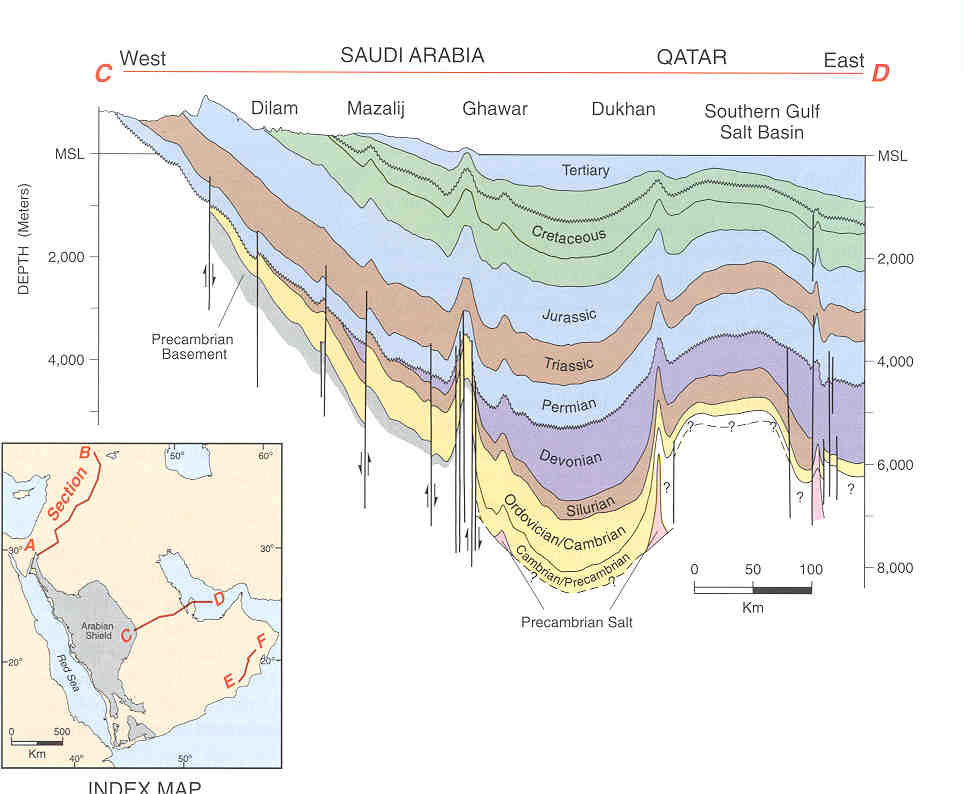 West
SAUDI ARABIA
QATAR
East
C
D
Dilam
Mazalij
Ghawar
Dukhan
Southern Gulf
Salt Basin
MSL
MSL
DEPTH (Meters)
2,000
4,000
2,000
4,000
6,000
8,000
Tertiary
Cretaceous
Jurassic
Triassic
Permian
Devonian
Silurian
Ordovician/Cambrian
Cambrian/Precambrian
Precambrian
Basement
? ? ?
?
?
?
? ?
Precambrian Salt
0 50 100
Km
B
50°
60°
Section
A
30°
30°
Arabian
Shield
C
D
Red Sea
F
E
20°
20°
0 500
Km
40°
50°
INDEX MAP